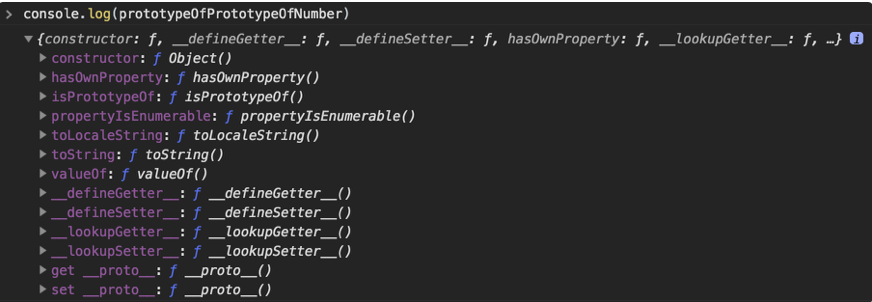 > console.log(prototypeOfPrototypeOfNumber)
▼{constructor: ƒ, __defineGetter__: ƒ, __defineSetter__: ƒ, hasOwnProperty: ƒ, __lookupGetter__: ƒ, …} i
▶ constructor: ƒ Object()
▶ hasOwnProperty: ƒ hasOwnProperty()
▶ isPrototypeOf: ƒ isPrototypeOf()
▶ propertyIsEnumerable: ƒ propertyIsEnumerable()
▶ toLocaleString: ƒ toLocaleString()
▶ toString: ƒ toString()
▶ valueOf: ƒ valueOf()
▶ __defineGetter__: ƒ __defineGetter__()
▶ __defineSetter__: ƒ __defineSetter__()
▶ __lookupGetter__: ƒ __lookupGetter__()
▶ __lookupSetter__: ƒ __lookupSetter__()
▶ get __proto__: ƒ __proto__()
▶ set __proto__: ƒ __proto__()